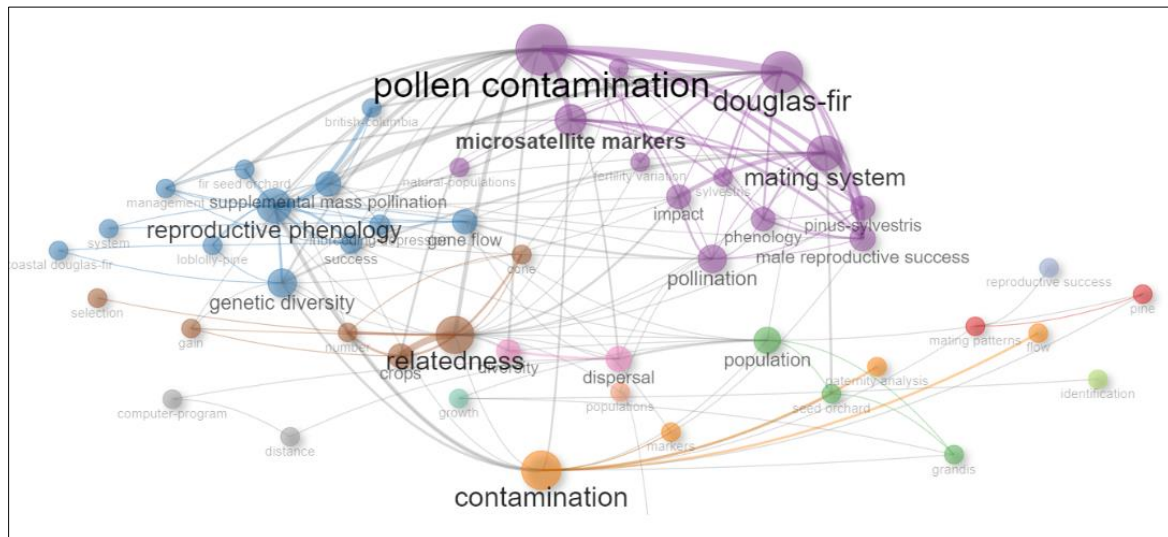 pollen contamination
douglas-fir
british-columbia
microsatellite markers
fir seed orchard
natural-populations
fertility variation
sylvestris
mating system
management
supplemental mass pollination
impact
system
reproductive phenology
gene flow
phenology
pinus-sylvestris
loblolly-pine
success
male reproductive success
coastal douglas-fir
cone
pollination
reproductive success
genetic diversity
selection
pine
gain
number
mating patterns
flow
relatedness
crops
diversity
dispersal
population
paternity analysis
identification
computer-program
growth
populations
seed orchard
distance
markers
grandis
contamination